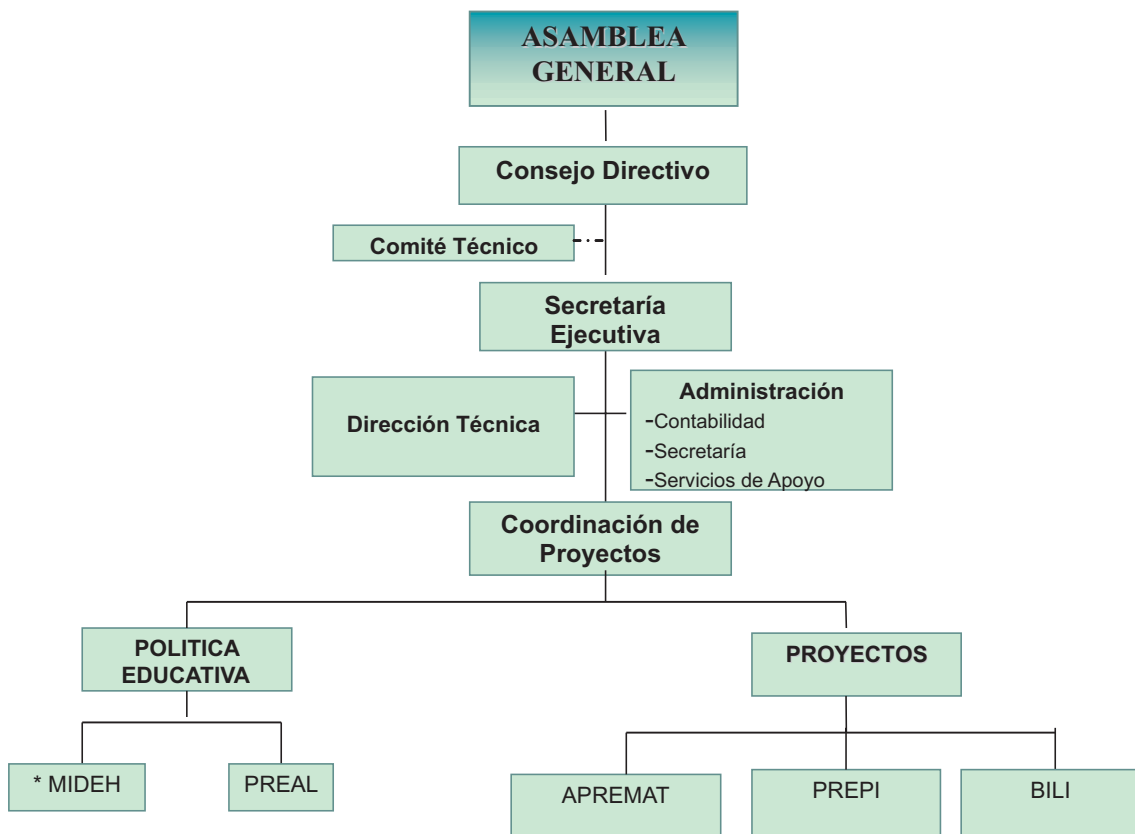 ASAMBLEA
GENERAL
Consejo Directivo
Comité Técnico
Secretaría
Ejecutiva
Dirección Técnica
Administración
-Contabilidad
-Secretaría
-Servicios de Apoyo
Coordinación de
Proyectos
POLITICA
EDUCATIVA
PROYECTOS
* MIDEH
PREAL
APREMAT
PREPI
BILI